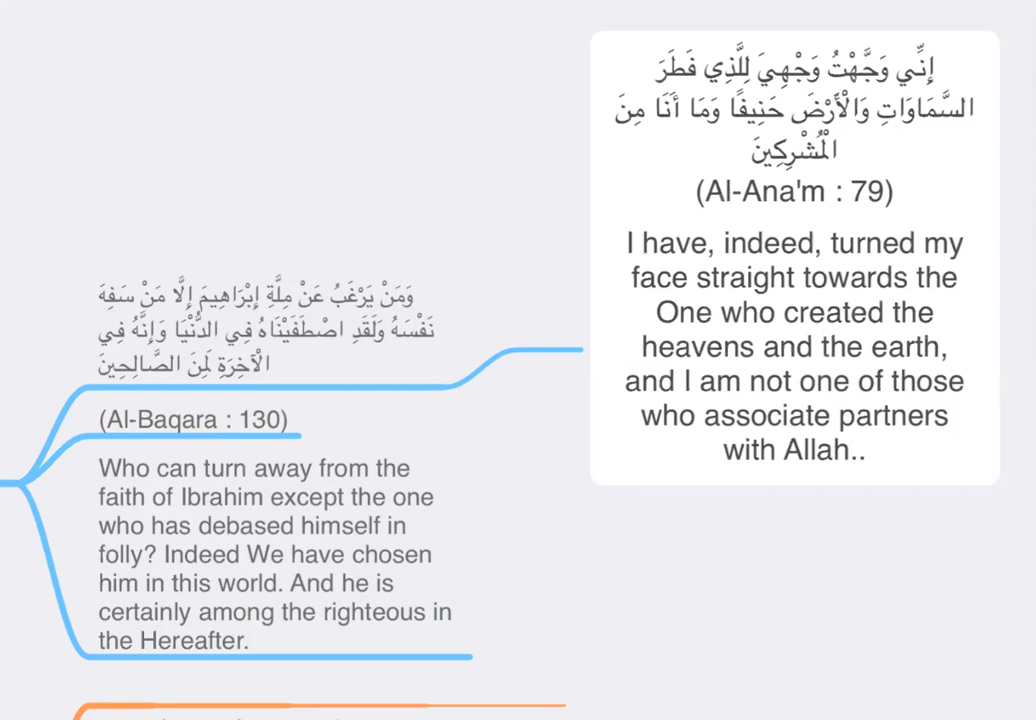 إِنِّي وَجَّهْتُ وَجْهِيَ لِلَّذِي فَطَرَ
السَّمَاوَاتِ وَالْأَرْضَ حَنِيفًا وَمَا أَنَا مِنَ
الْمُشْرِكِينَ
(Al-Ana'm : 79)
I have, indeed, turned my
face straight towards the
One who created the
heavens and the earth,
and I am not one of those
who associate partners
with Allah..
وَمَنْ يَرْغَبُ عَنْ مِلَّةِ إِبْرَاهِيمَ إِلَّا مَنْ سَفِهَ
نَفْسَهُ وَلَقَدِ اصْطَفَيْنَاهُ فِي الدُّنْيَا وَإِنَّهُ فِي
الْآخِرَةِ لَمِنَ الصَّالِحِينَ
(Al-Baqara : 130)
Who can turn away from the
faith of Ibrahim except the one
who has debased himself in
folly? Indeed We have chosen
him in this world. And he is
certainly among the righteous in
the Hereafter.